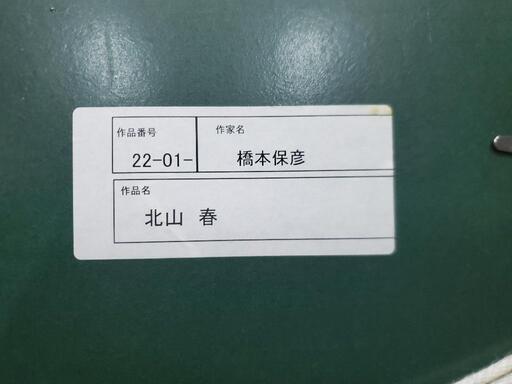 作品番号
作家名
22-01-
橋本保彦
作品名
北山 春